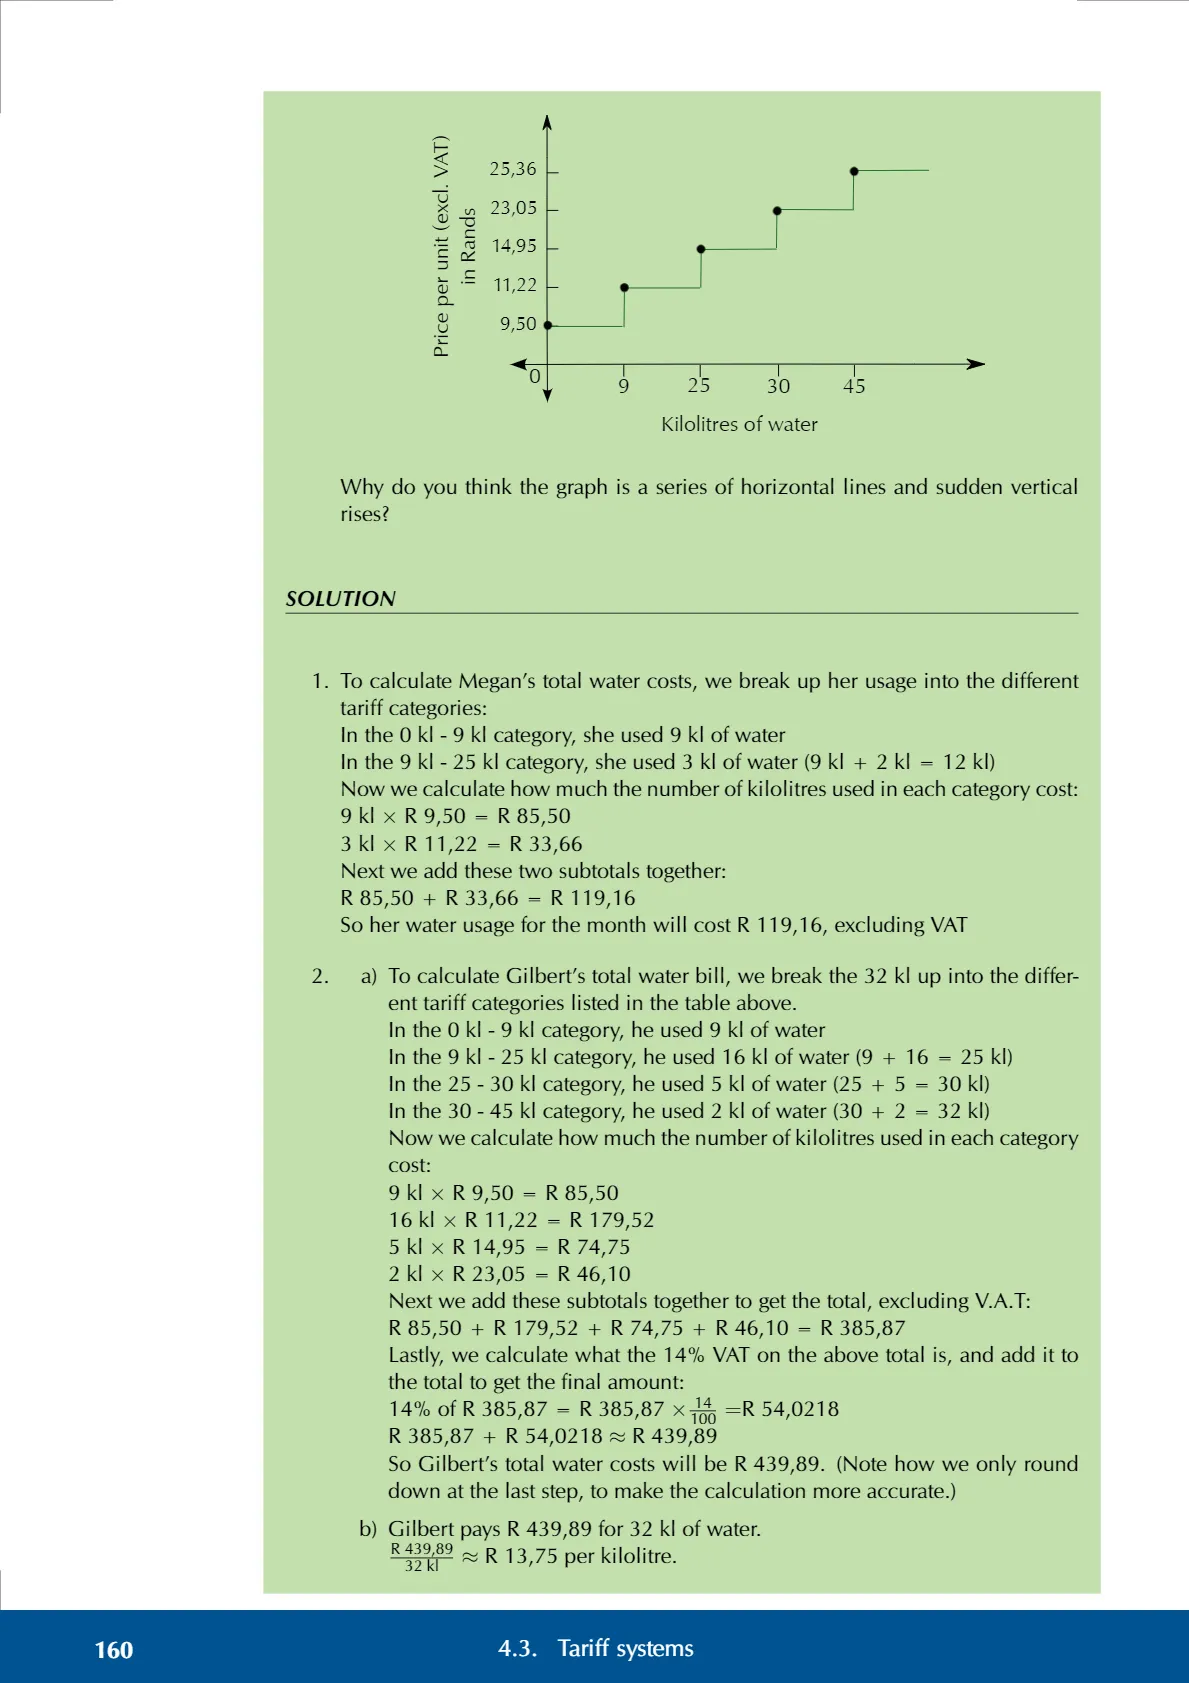 Price per unit (excl. VAT)
in Rands
25,36
23,05
14,95
11,22
9,50
0
9 25 30 45
Kilolitres of water
Why do you think the graph is a series of horizontal lines and sudden vertical
rises?
SOLUTION
1. To calculate Megan’s total water costs, we break up her usage into the different
tariff categories:
In the 0 kl - 9 kl category, she used 9 kl of water
In the 9 kl - 25 kl category, she used 3 kl of water (9 kl + 2 kl = 12 kl)
Now we calculate how much the number of kilolitres used in each category cost:
9 kl × R 9,50 = R 85,50
3 kl × R 11,22 = R 33,66
Next we add these two subtotals together:
R 85,50 + R 33,66 = R 119,16
So her water usage for the month will cost R 119,16, excluding VAT
2. a) To calculate Gilbert’s total water bill, we break the 32 kl up into the differ-
ent tariff categories listed in the table above.
In the 0 kl - 9 kl category, he used 9 kl of water
In the 9 kl - 25 kl category, he used 16 kl of water (9 + 16 = 25 kl)
In the 25 - 30 kl category, he used 5 kl of water (25 + 5 = 30 kl)
In the 30 - 45 kl category, he used 2 kl of water (30 + 2 = 32 kl)
Now we calculate how much the number of kilolitres used in each category
cost:
9 kl × R 9,50 = R 85,50
16 kl × R 11,22 = R 179,52
5 kl × R 14,95 = R 74,75
2 kl × R 23,05 = R 46,10
Next we add these subtotals together to get the total, excluding V.A.T:
R 85,50 + R 179,52 + R 74,75 + R 46,10 = R 385,87
Lastly, we calculate what the 14% VAT on the above total is, and add it to
the total to get the final amount:
14% of R 385,87 = R 385,87 × 14/100 =R 54,0218
R 385,87 + R 54,0218 ≈ R 439,89
So Gilbert’s total water costs will be R 439,89. (Note how we only round
down at the last step, to make the calculation more accurate.)
b) Gilbert pays R 439,89 for 32 kl of water.
R 439,89/32 kl ≈ R 13,75 per kilolitre.
160 4.3. Tariff systems